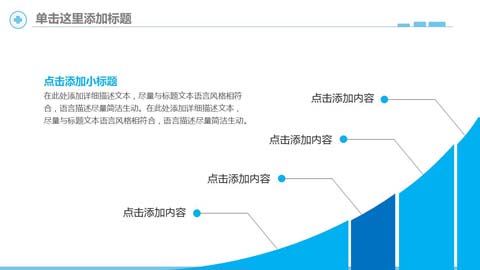 单击这里添加标题
点击添加小标题
在此处添加详细描述文本，尽量与标题文本语言风格相符
合，语言描述尽量简洁生动。在此处添加详细描述文本，
尽量与标题文本语言风格相符合，语言描述尽量简洁生动。
点击添加内容
点击添加内容
点击添加内容
点击添加内容